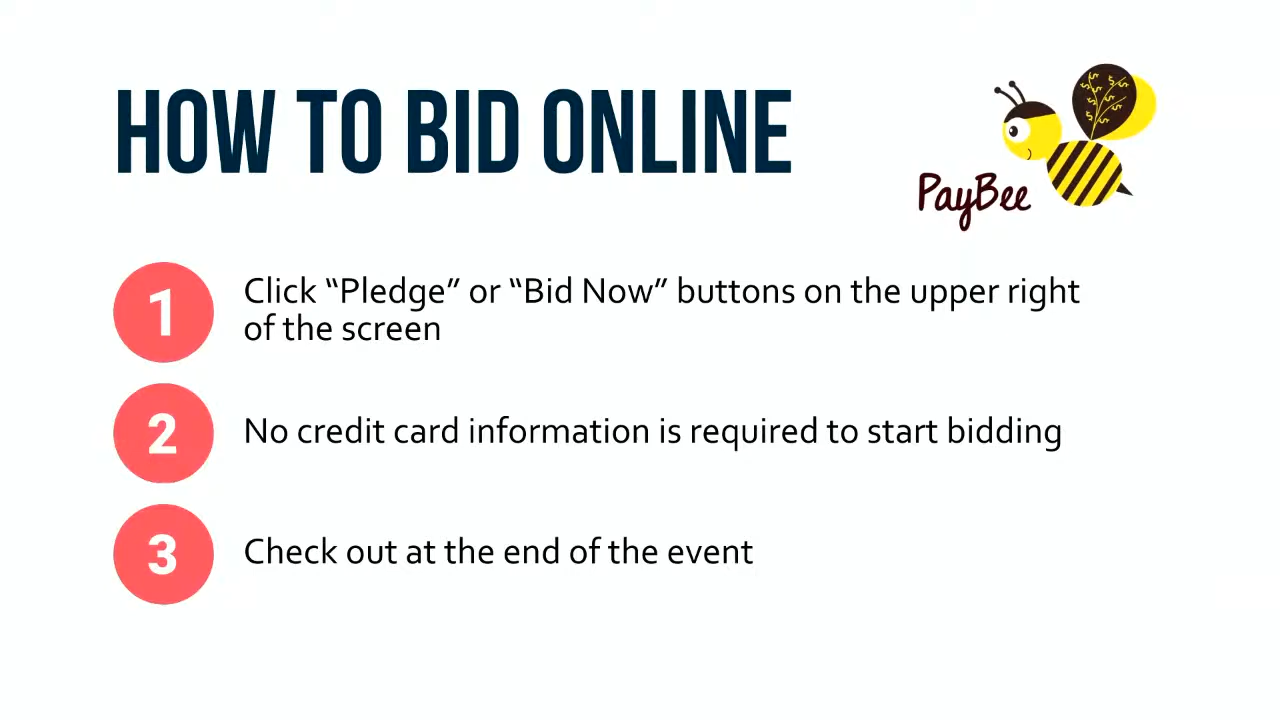 HOW TO BID ONLINE
PayBee
1
Click “Pledge” or “Bid Now” buttons on the upper right
of the screen
2
No credit card information is required to start bidding
3
Check out at the end of the event